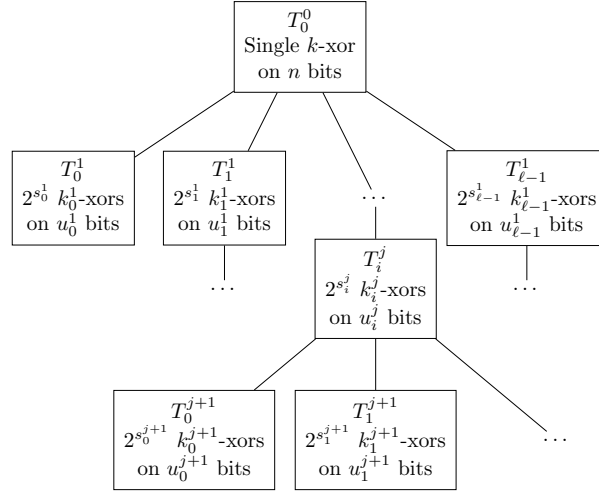 T_0^0
Single k-xor
on n bits
T_0^1
2^{s_0^1} k_0^1-xors
on u_0^1 bits
T_1^1
2^{s_1^1} k_1^1-xors
on u_1^1 bits
...
...
T_{ℓ−1}^1
2^{s_{ℓ−1}^1} k_{ℓ−1}^1-xors
on u_{ℓ−1}^1 bits
...
T_i^j
2^{s_i^j} k_i^j-xors
on u_i^j bits
T_0^{j+1}
2^{s_0^{j+1}} k_0^{j+1}-xors
on u_0^{j+1} bits
T_1^{j+1}
2^{s_1^{j+1}} k_1^{j+1}-xors
on u_1^{j+1} bits
...